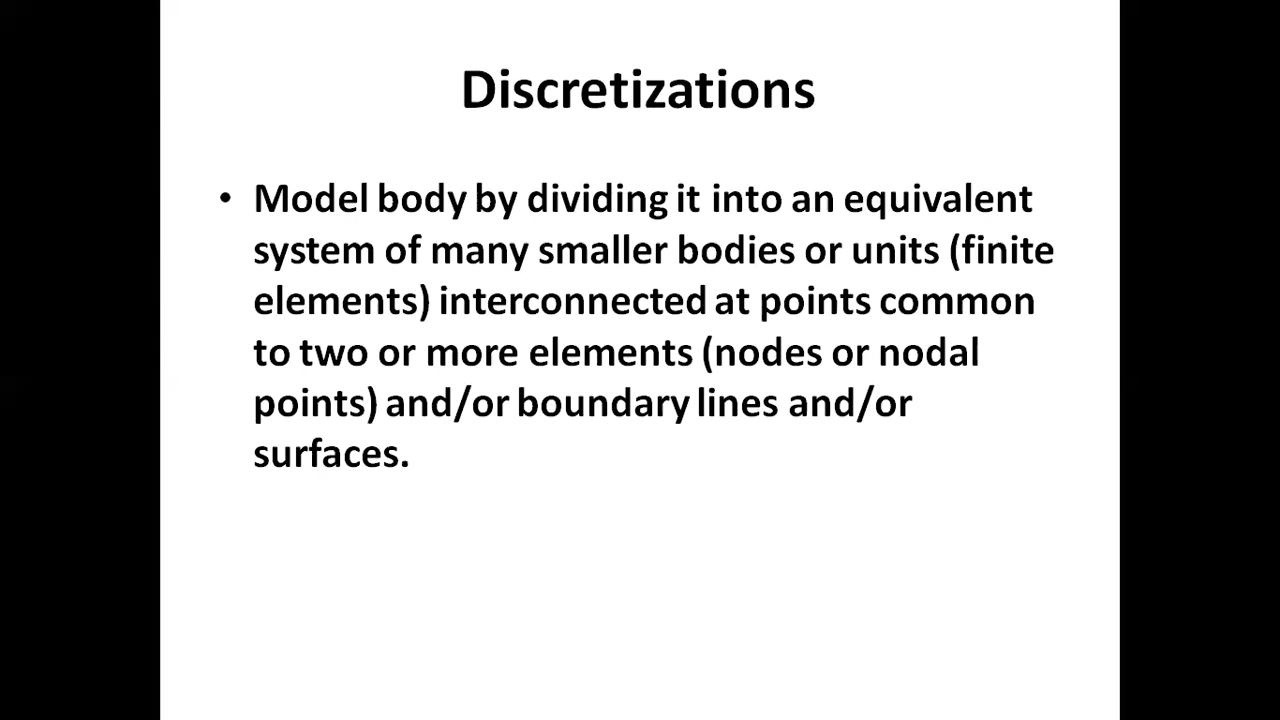 Discretizations
• Model body by dividing it into an equivalent
system of many smaller bodies or units (finite
elements) interconnected at points common
to two or more elements (nodes or nodal
points) and/or boundary lines and/or
surfaces.